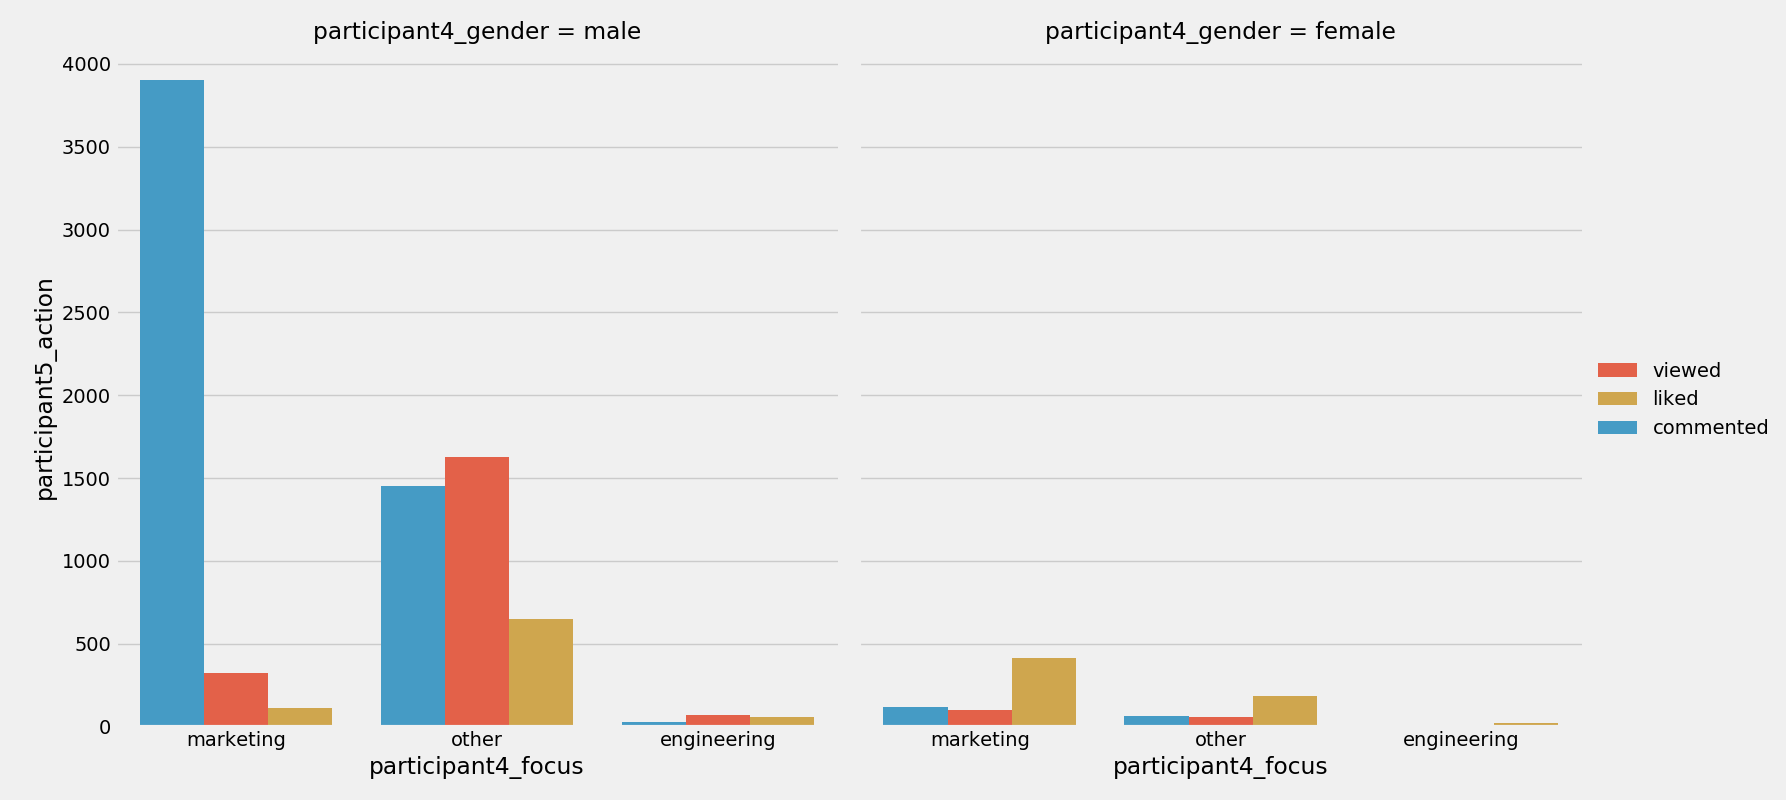 participant4_gender = male
participant4_gender = female
participant5_action
4000
3500
3000
2500
2000
1500
1000
500
0
marketing other engineering
marketing other engineering
participant4_focus
participant4_focus
viewed
liked
commented